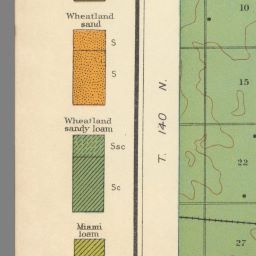 Wheatland
sand
S
S
Wheatland
sandy loam
Ssc
Sc
Miami
loam
T. 140 N.
10
15
22
27